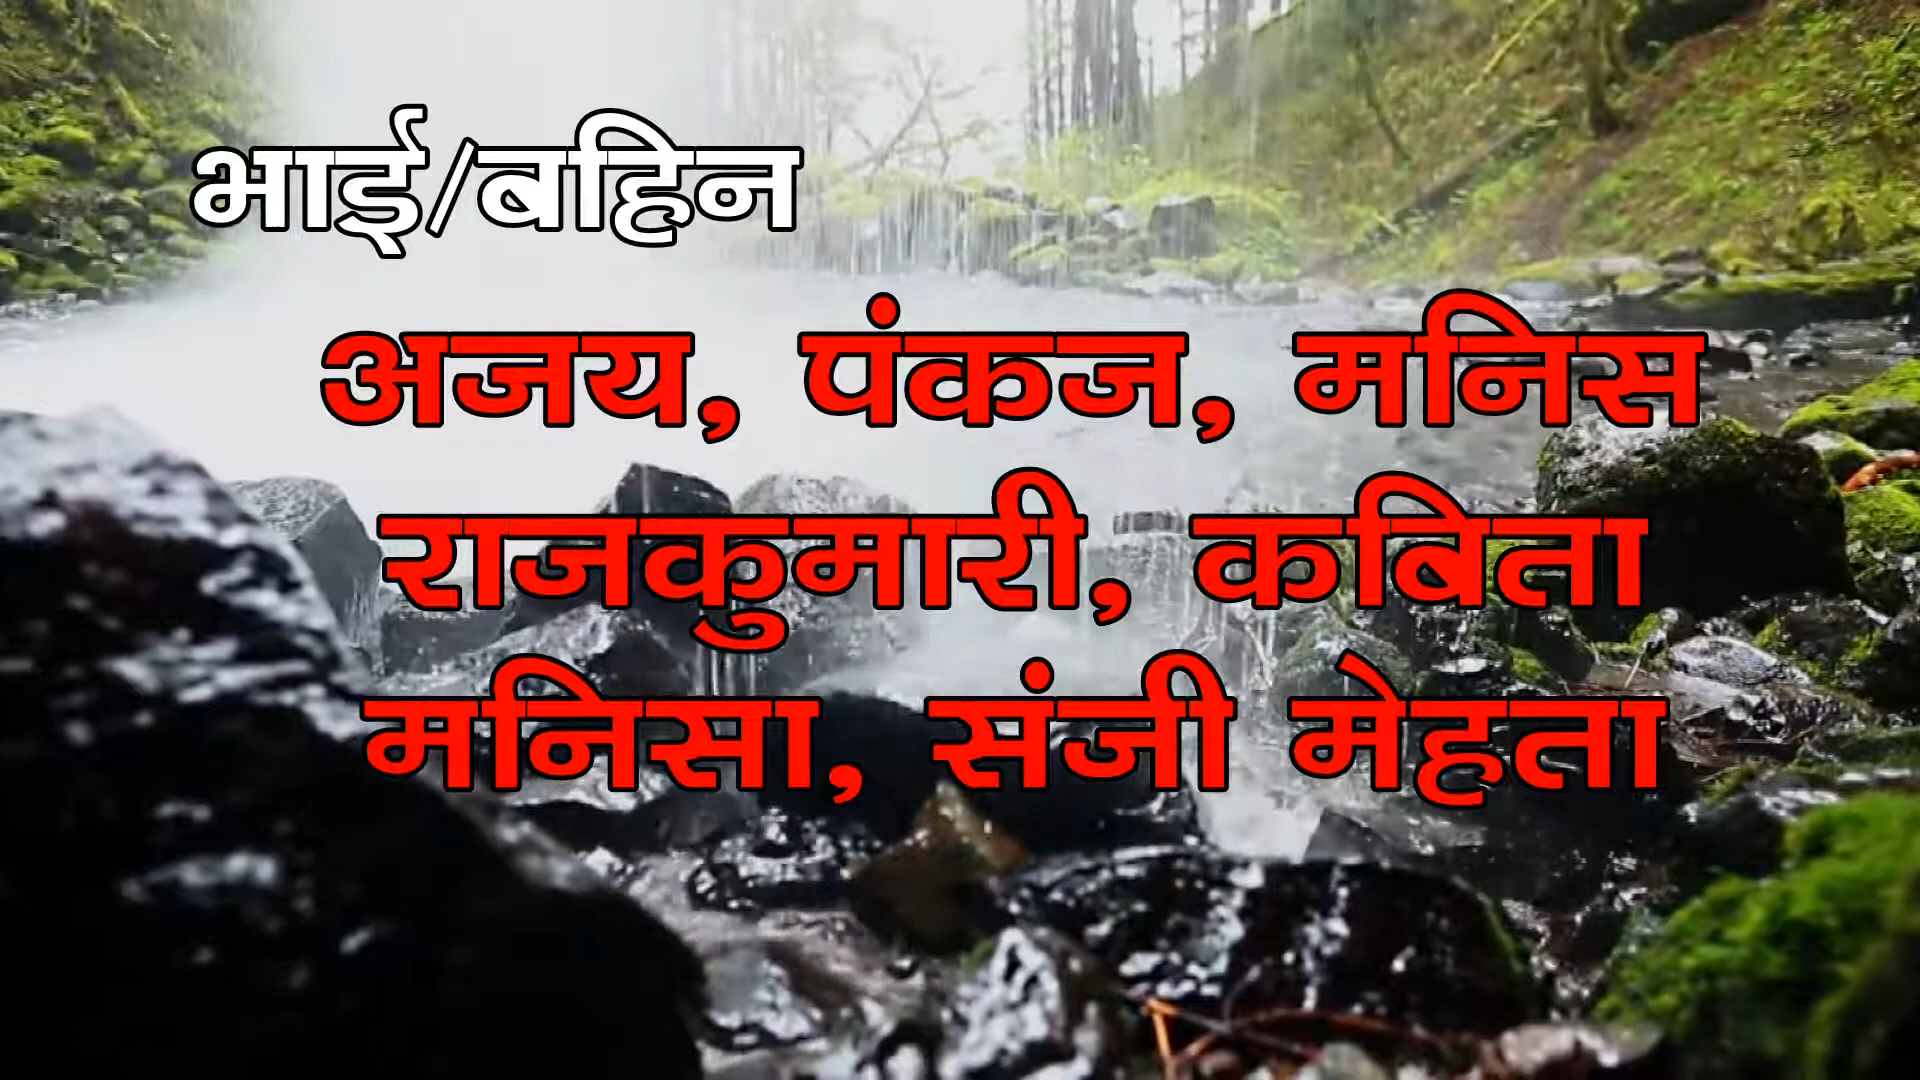 भाई/बहिन
अजय, पंकज, मनिस
राजकुमारी, कबिता
मनिसा, संजी मेहता